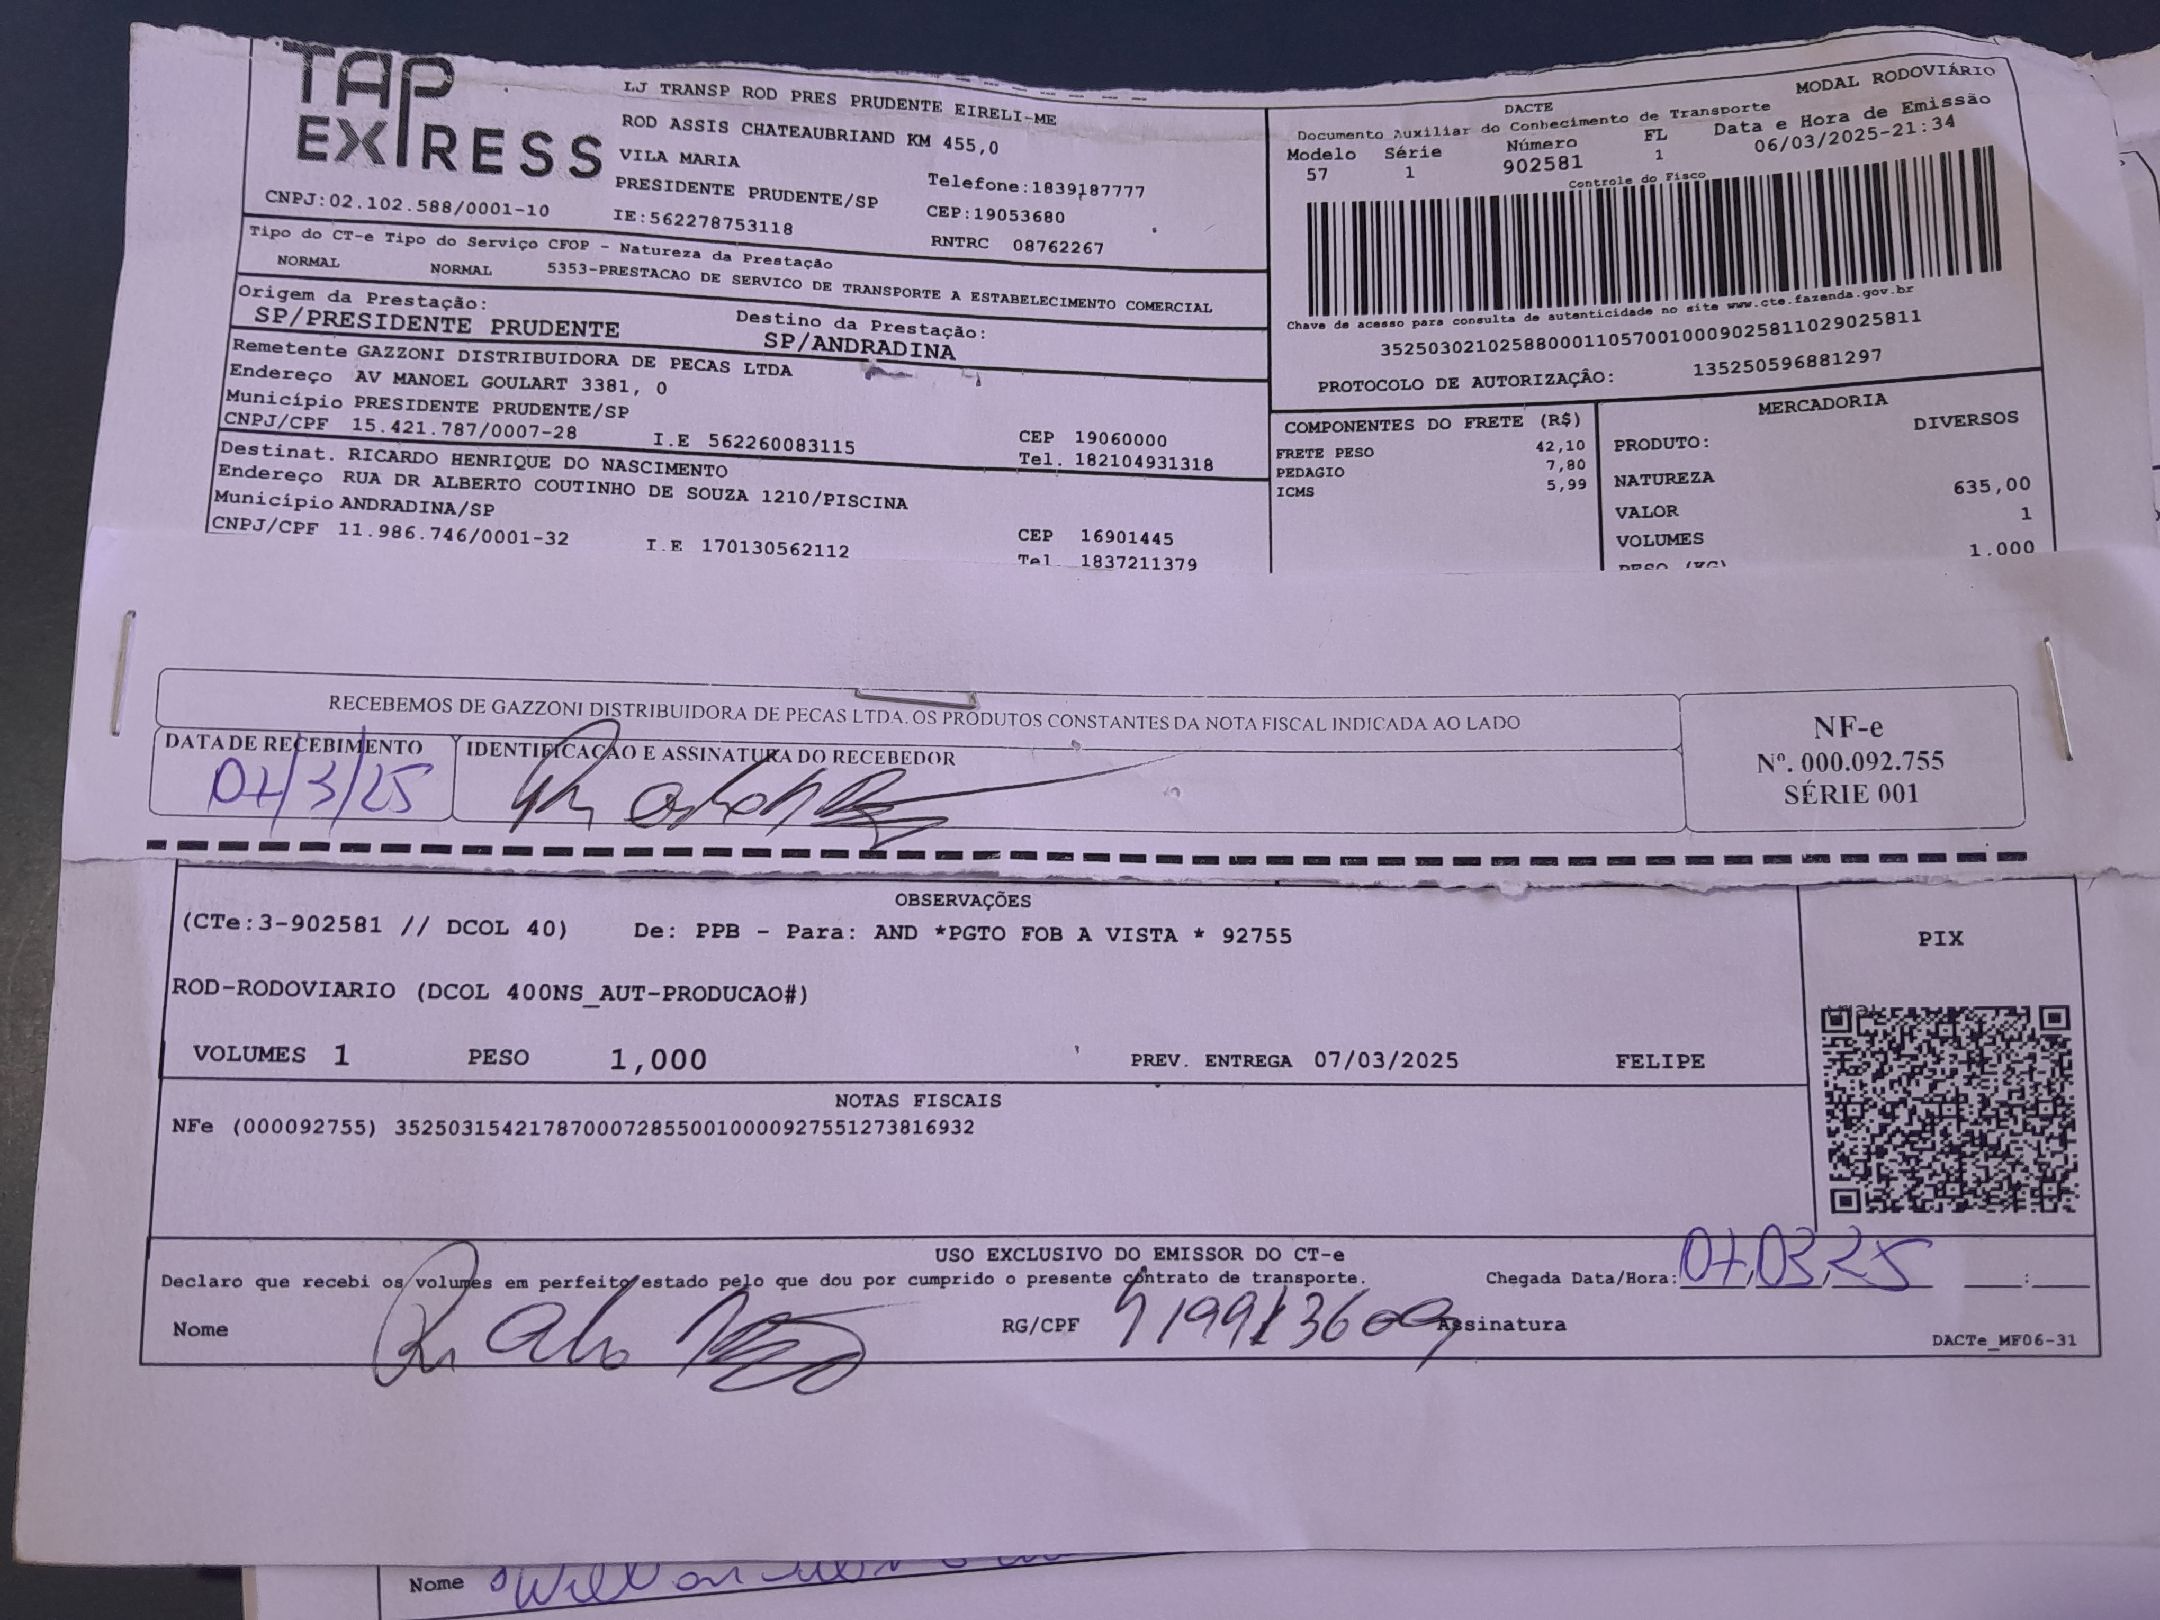 TAP EXPRESS
LJ TRANSP ROD PRES PRUDENTE EIRELI-ME
ROD ASSIS CHATEAUBRIAND KM 455,0
VILA MARIA
Telefone:1839187777
PRESIDENTE PRUDENTE/SP
CEP:19053680
CNPJ:02.102.588/0001-10
IE:562278753118
RNTRC 08762267
MODAL RODOVIÁRIO
DACTE
Documento Auxiliar do Conhecimento de Transporte
Modelo Série Número FL Data e Hora de Emissão
57 1 902581 1 06/03/2025-21:34
Controle do Fisco
Chave de acesso para consulta de autenticidade no site www.cte.fazenda.gov.br
35250302102588000110570010009025811029025811
PROTOCOLO DE AUTORIZAÇÃO: 135250596881297
Tipo do CT-e Tipo do Serviço CFOP - Natureza da Prestação
NORMAL NORMAL 5353-PRESTACAO DE SERVICO DE TRANSPORTE A ESTABELECIMENTO COMERCIAL
Origem da Prestação: Destino da Prestação:
SP/PRESIDENTE PRUDENTE SP/ANDRADINA
Remetente GAZZONI DISTRIBUIDORA DE PECAS LTDA
Endereço AV MANOEL GOULART 3381, 0
Município PRESIDENTE PRUDENTE/SP CEP 19060000
CNPJ/CPF 15.421.787/0007-28 I.E 562260083115 Tel. 182104931318
Destinat. RICARDO HENRIQUE DO NASCIMENTO
Endereço RUA DR ALBERTO COUTINHO DE SOUZA 1210/PISCINA
Município ANDRADINA/SP CEP 16901445
CNPJ/CPF 11.986.746/0001-32 I.E 170130562112 Tel. 1837211379
COMPONENTES DO FRETE (R$)
FRETE PESO 42,10
PEDAGIO 7,80
ICMS 5,99
MERCADORIA
PRODUTO: DIVERSOS
NATUREZA
VALOR 635,00
VOLUMES 1
PESO (KG) 1,000
RECEBEMOS DE GAZZONI DISTRIBUIDORA DE PECAS LTDA. OS PRODUTOS CONSTANTES DA NOTA FISCAL INDICADA AO LADO
DATA DE RECEBIMENTO
07/3/25
IDENTIFICAÇÃO E ASSINATURA DO RECEBEDOR
NF-e
Nº. 000.092.755
SÉRIE 001
OBSERVAÇÕES
(CTe:3-902581 // DCOL 40) De: PPB - Para: AND *PGTO FOB A VISTA * 92755
ROD-RODOVIARIO (DCOL 400NS_AUT-PRODUCAO#)
VOLUMES 1 PESO 1,000 PREV. ENTREGA 07/03/2025 FELIPE
PIX
NOTAS FISCAIS
NFe (000092755) 35250315421787000728550010000927551273816932
USO EXCLUSIVO DO EMISSOR DO CT-e
Declaro que recebi os volumes em perfeito estado pelo que dou por cumprido o presente contrato de transporte.
Chegada Data/Hora: 07,03,25 :
Nome RG/CPF Assinatura
DACTe_MF06-31
Nome